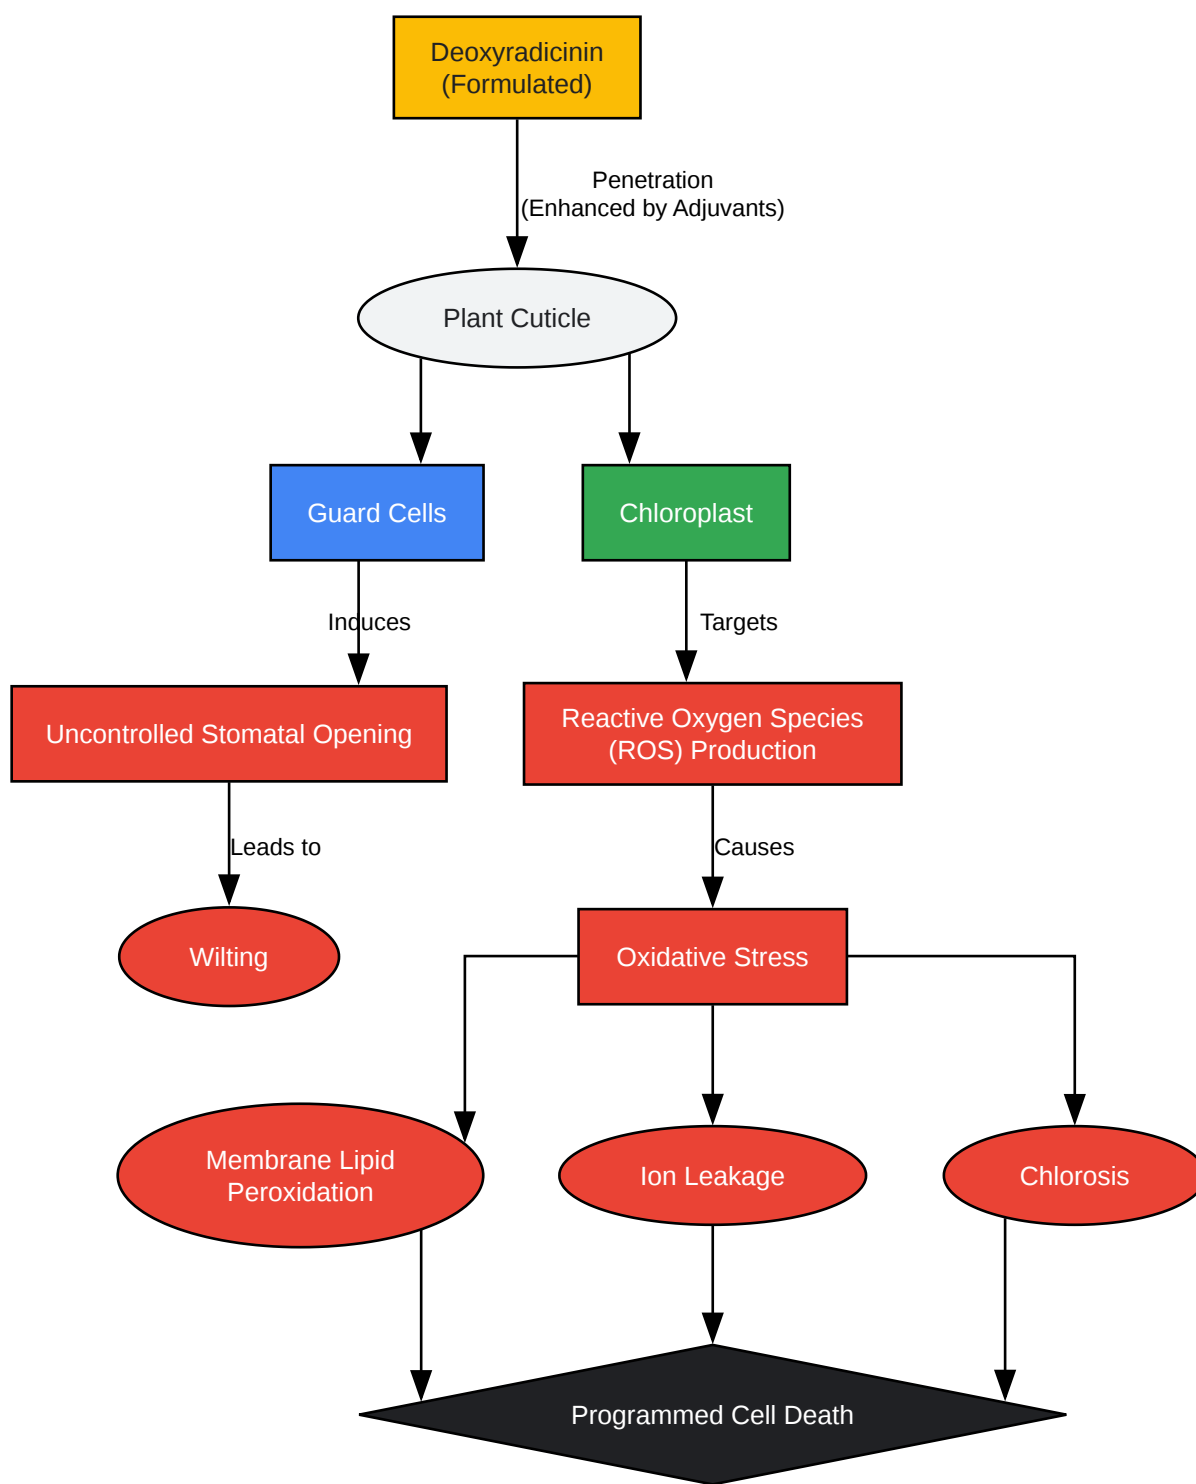 Deoxyradicinin
(Formulated)
Penetration
(Enhanced by Adjuvants)
Plant Cuticle
Guard Cells
Chloroplast
Induces
Targets
Uncontrolled Stomatal Opening
Reactive Oxygen Species
(ROS) Production
Leads to
Causes
Wilting
Oxidative Stress
Membrane Lipid
Peroxidation
Ion Leakage
Chlorosis
Programmed Cell Death